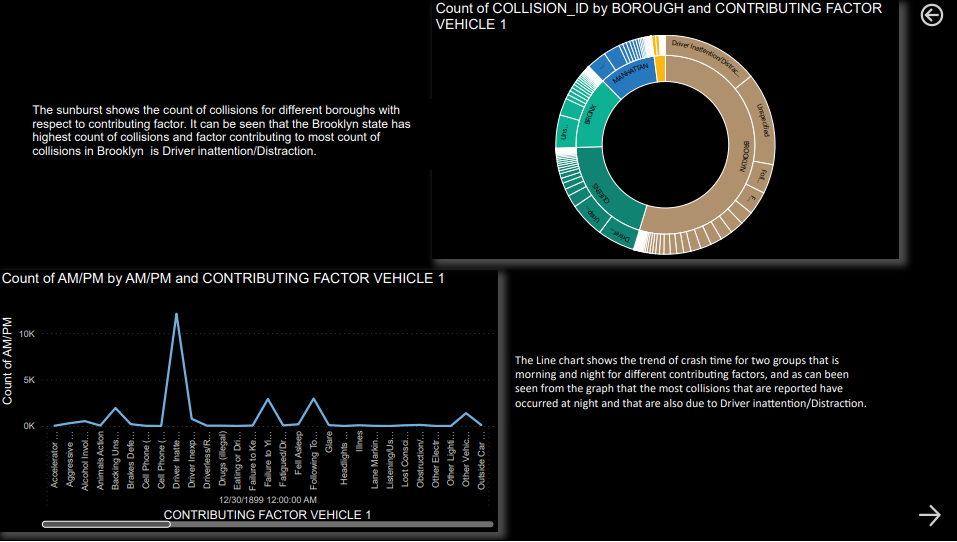 Count of COLLISION_ID by BOROUGH and CONTRIBUTING FACTOR
VEHICLE 1
The sunburst shows the count of collisions for different boroughs with
respect to contributing factor. It can be seen that the Brooklyn state has
highest count of collisions and factor contributing to most count of
collisions in Brooklyn is Driver inattention/Distraction.
Driver Inattention/Distrac...
Unspecified
Foll...
F...
BROOKLYN
MANHATTAN
BRONX
Uns...
QUEENS
Unsp...
Driver...
Count of AM/PM by AM/PM and CONTRIBUTING FACTOR VEHICLE 1
Count of AM/PM
10K
5K
0K
Accelerator ...
Aggressive ...
Alcohol Invol...
Animals Action
Backing Uns...
Brakes Defe...
Cell Phone (...
Cell Phone (...
Driver Inatte...
Driver Inexp...
Driverless/R...
Drugs (illegal)
Eating or Dri...
Failure to Ke...
Failure to Yi...
Fatigued/Dr...
Fell Asleep
Following To...
Glare
Headlights ...
Illnes
Lane Markin...
Listening/Us...
Lost Consci...
Obstruction/...
Other Electr...
Other Lighti...
Other Vehic...
Outside Car ...
12/30/1899 12:00:00 AM
CONTRIBUTING FACTOR VEHICLE 1
The Line chart shows the trend of crash time for two groups that is
morning and night for different contributing factors, and as can been
seen from the graph that the most collisions that are reported have
occurred at night and that are also due to Driver inattention/Distraction.